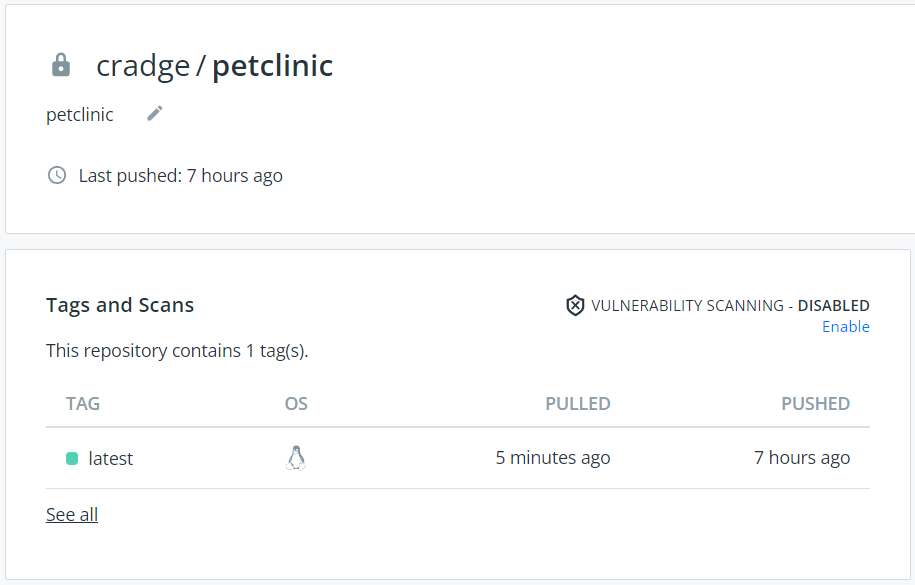 cradge / petclinic
petclinic
Last pushed: 7 hours ago
Tags and Scans
VULNERABILITY SCANNING - DISABLED
Enable
This repository contains 1 tag(s).
TAG OS PULLED PUSHED
latest 5 minutes ago 7 hours ago
See all